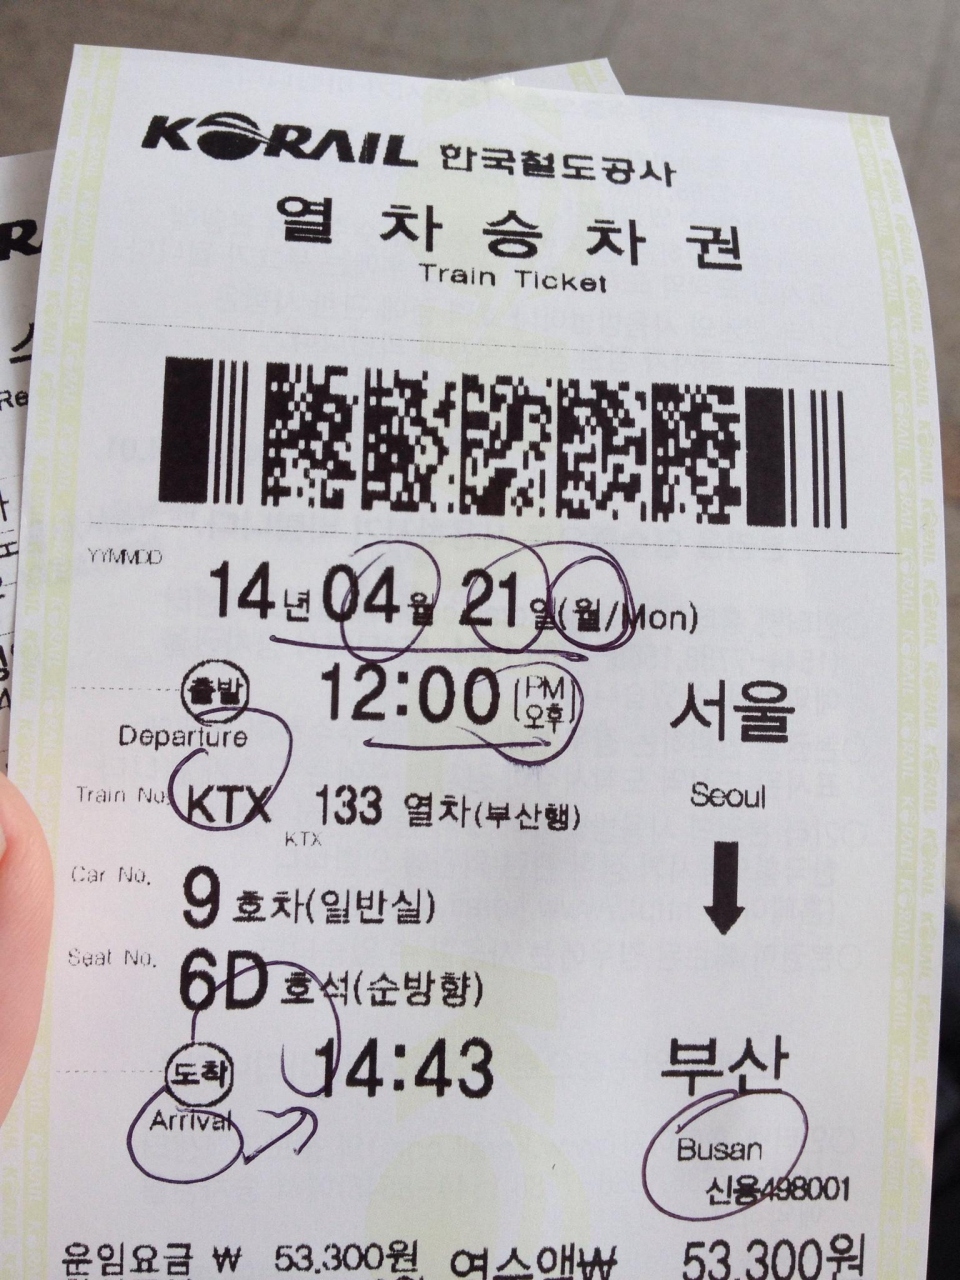 KORAIL 한국철도공사
열차승차권
Train Ticket
YYMMDD
14년 04월 21일(월/Mon)
출발 12:00 (PM 오후) 서울
Departure
Seoul
Train No. KTX 133 열차(부산행)
KTX
Car No. 9 호차(일반실)
Seat No. 6D 호석(순방향)
도착 14:43 부산
Arrival
Busan
신용498001
운임요금 ₩ 53,300원 영수액₩ 53,300원